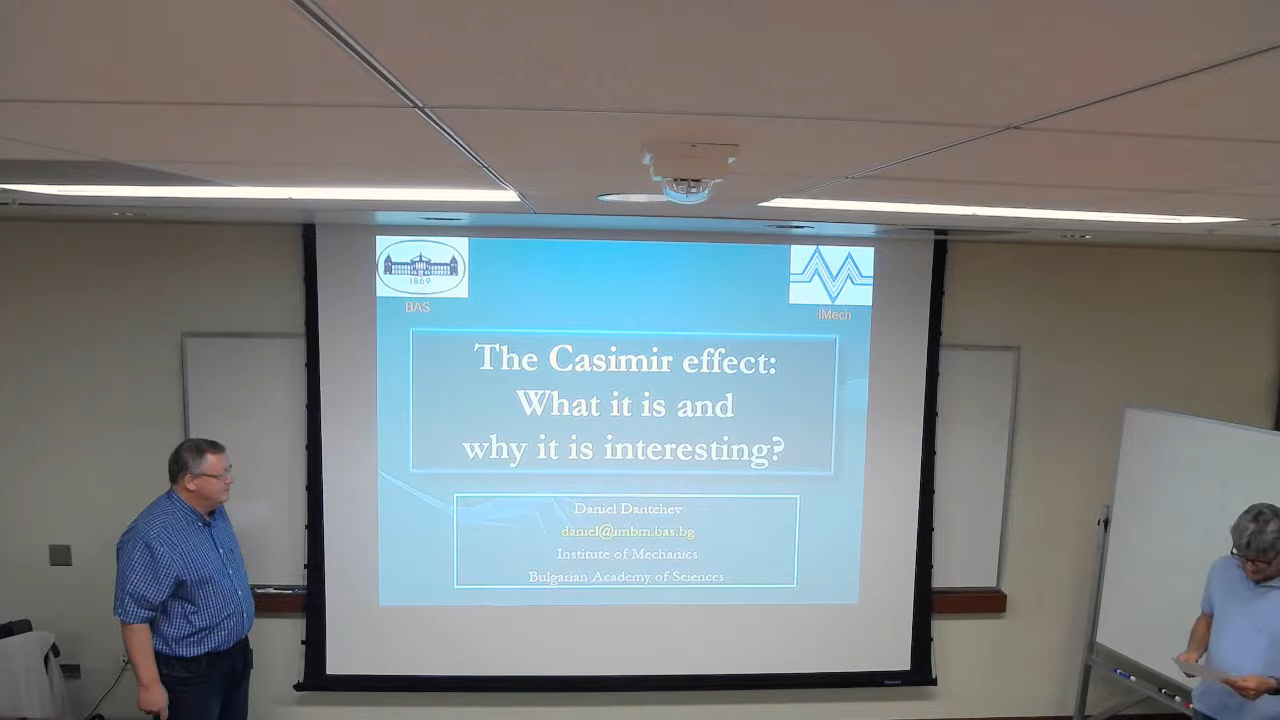 1869
BAS
IMech
The Casimir effect:
What it is and
why it is interesting?
Daniel Dantchev
daniel@imbm.bas.bg
Institute of Mechanics
Bulgarian Academy of Sciences